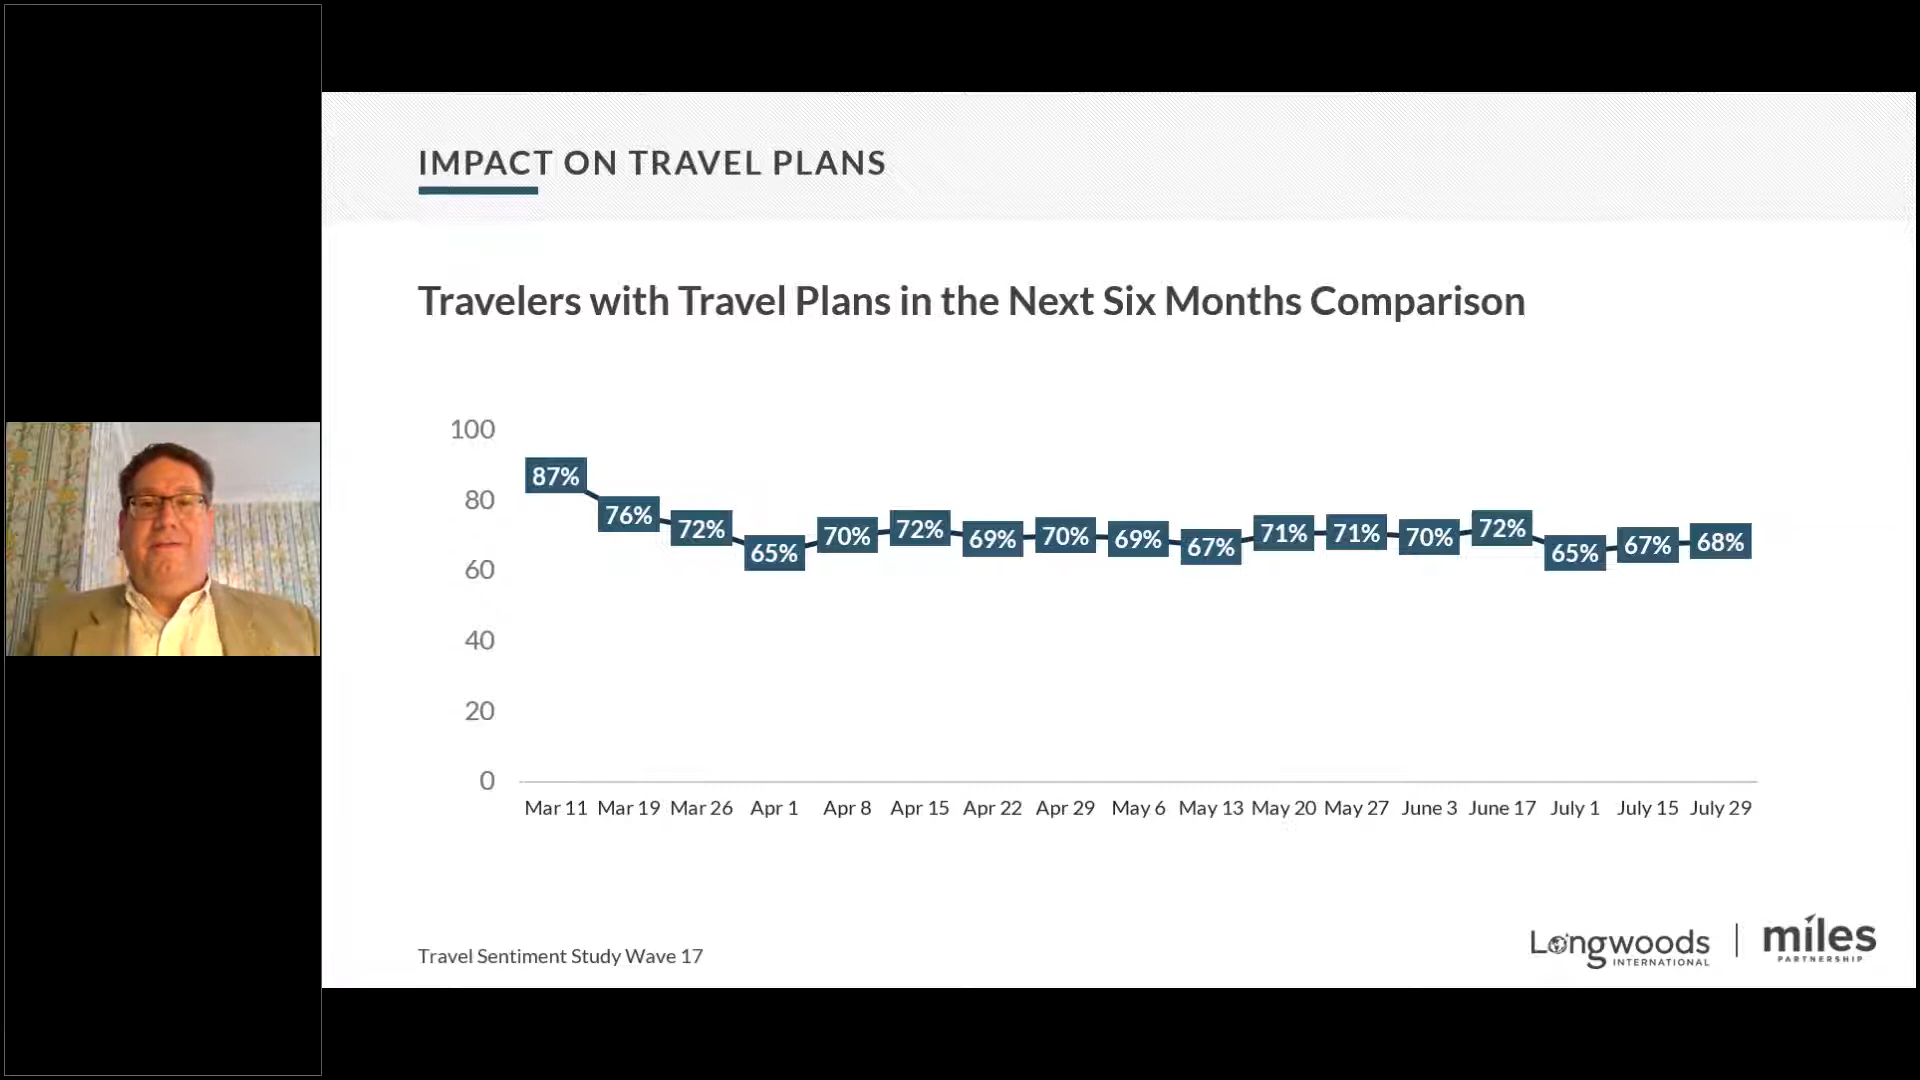 IMPACT ON TRAVEL PLANS
Travelers with Travel Plans in the Next Six Months Comparison
100
80
60
40
20
0
87%
76%
72%
65%
70%
72%
69%
70%
69%
67%
71%
71%
70%
72%
65%
67%
68%
Mar 11 Mar 19 Mar 26 Apr 1 Apr 8 Apr 15 Apr 22 Apr 29 May 6 May 13 May 20 May 27 June 3 June 17 July 1 July 15 July 29
Travel Sentiment Study Wave 17
Longwoods
INTERNATIONAL
miles
PARTNERSHIP